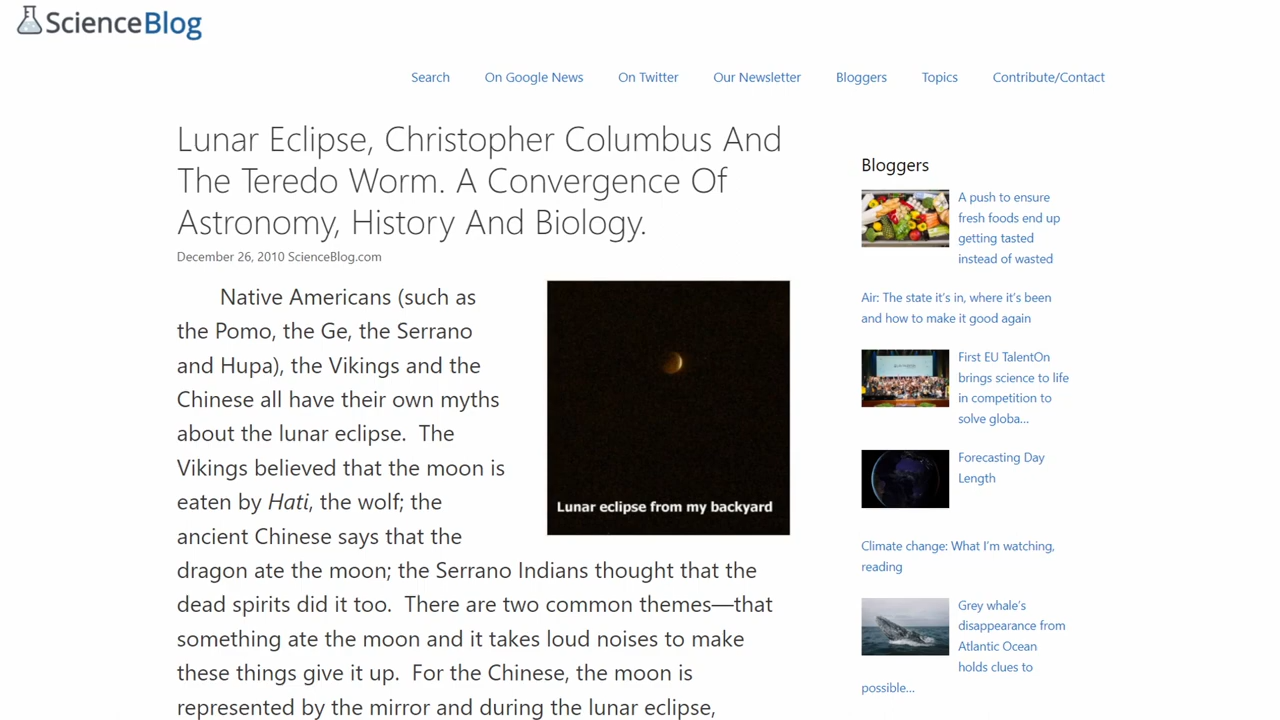 ScienceBlog
Search On Google News On Twitter Our Newsletter Bloggers Topics Contribute/Contact
Lunar Eclipse, Christopher Columbus And
The Teredo Worm. A Convergence Of
Astronomy, History And Biology.
December 26, 2010 ScienceBlog.com
Native Americans (such as
the Pomo, the Ge, the Serrano
and Hupa), the Vikings and the
Chinese all have their own myths
about the lunar eclipse.  The
Vikings believed that the moon is
eaten by Hati, the wolf; the
ancient Chinese says that the
dragon ate the moon; the Serrano Indians thought that the
dead spirits did it too.  There are two common themes—that
something ate the moon and it takes loud noises to make
these things give it up.  For the Chinese, the moon is
represented by the mirror and during the lunar eclipse,
Lunar eclipse from my backyard
Bloggers
A push to ensure
fresh foods end up
getting tasted
instead of wasted
Air: The state it’s in, where it’s been
and how to make it good again
First EU TalentOn
brings science to life
in competition to
solve globa...
Forecasting Day
Length
Climate change: What I’m watching,
reading
Grey whale’s
disappearance from
Atlantic Ocean
holds clues to
possible...